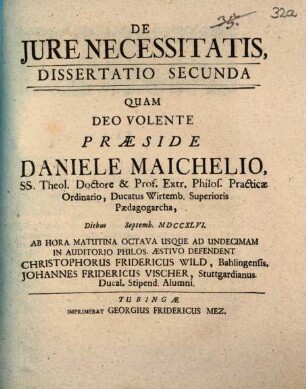 32a
35.
DE
JURE NECESSITATIS,
DISSERTATIO SECUNDA
QUAM
DEO VOLENTE
PRÆSIDE
DANIELE MAICHELIO,
SS. Theol. Doctore & Prof. Extr. Philos. Practicæ
Ordinario, Ducatus Wirtemb. Superioris
Pædagogarcha,
Diebus Septemb. MDCCXLVI.
AB HORA MATUTINA OCTAVA USQUE AD UNDECIMAM
IN AUDITORIO PHILOS. ÆSTIVO DEFENDENT
CHRISTOPHORUS FRIDERICUS WILD, Bahlingensis,
JOHANNES FRIDERICUS VISCHER, Stuttgardianus.
Ducal. Stipend. Alumni.
TUBINGÆ
IMPRIMEBAT GEORGIUS FRIDERICUS MEZ.